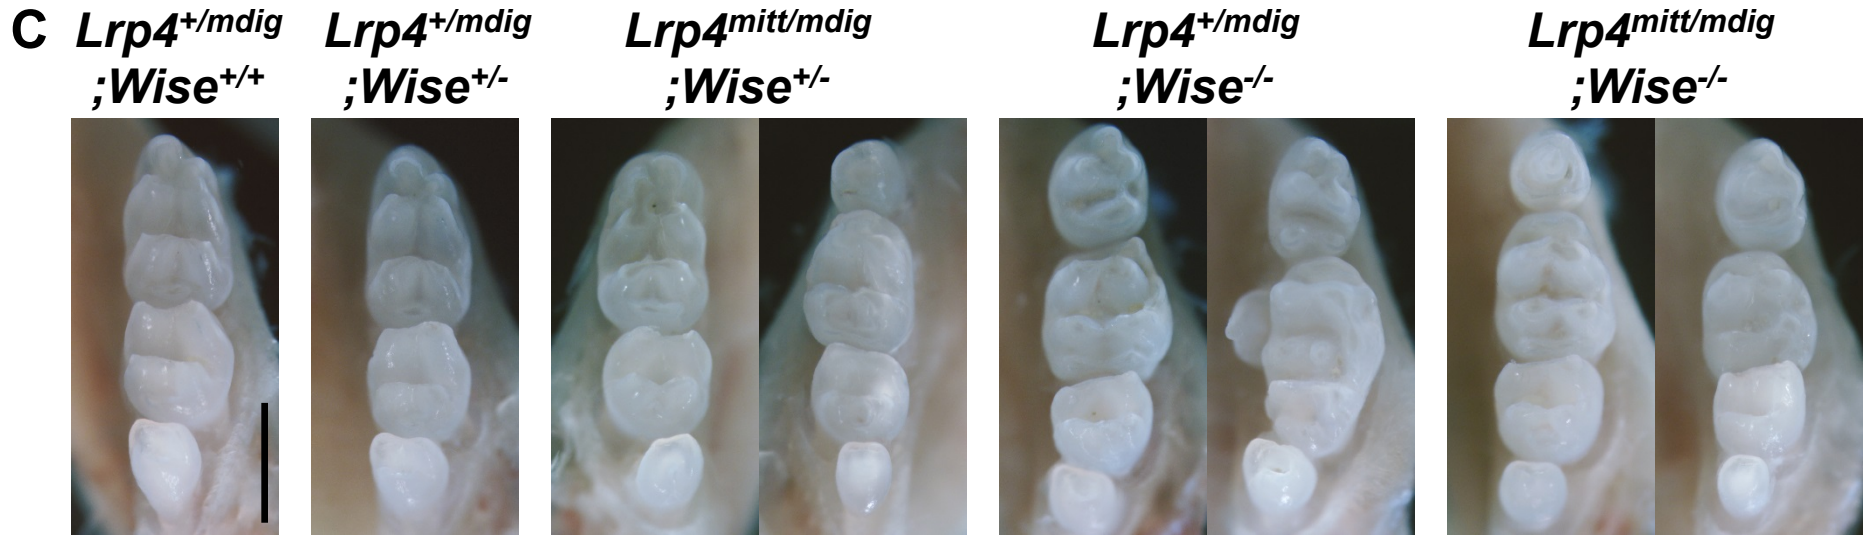 C Lrp4+/mdig Lrp4+/mdig Lrp4mitt/mdig Lrp4+/mdig Lrp4mitt/mdig
;Wise+/+ ;Wise+/- ;Wise+/- ;Wise-/- ;Wise-/-